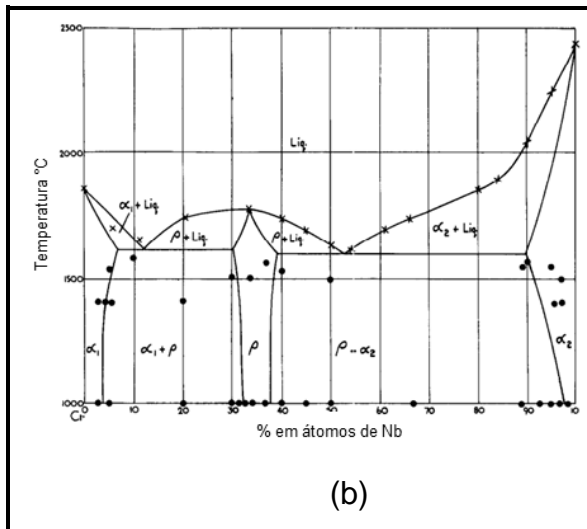 2500
2000
1500
1000
Temperatura °C
Liq.
α₁ + Liq.
ρ + Liq.
ρ + Liq.
α₂ + Liq.
α₁
α₁ + ρ
ρ
ρ - α₂
α₂
Cr 0 10 20 30 40 50 60 70 80 90 10
% em átomos de Nb
(b)